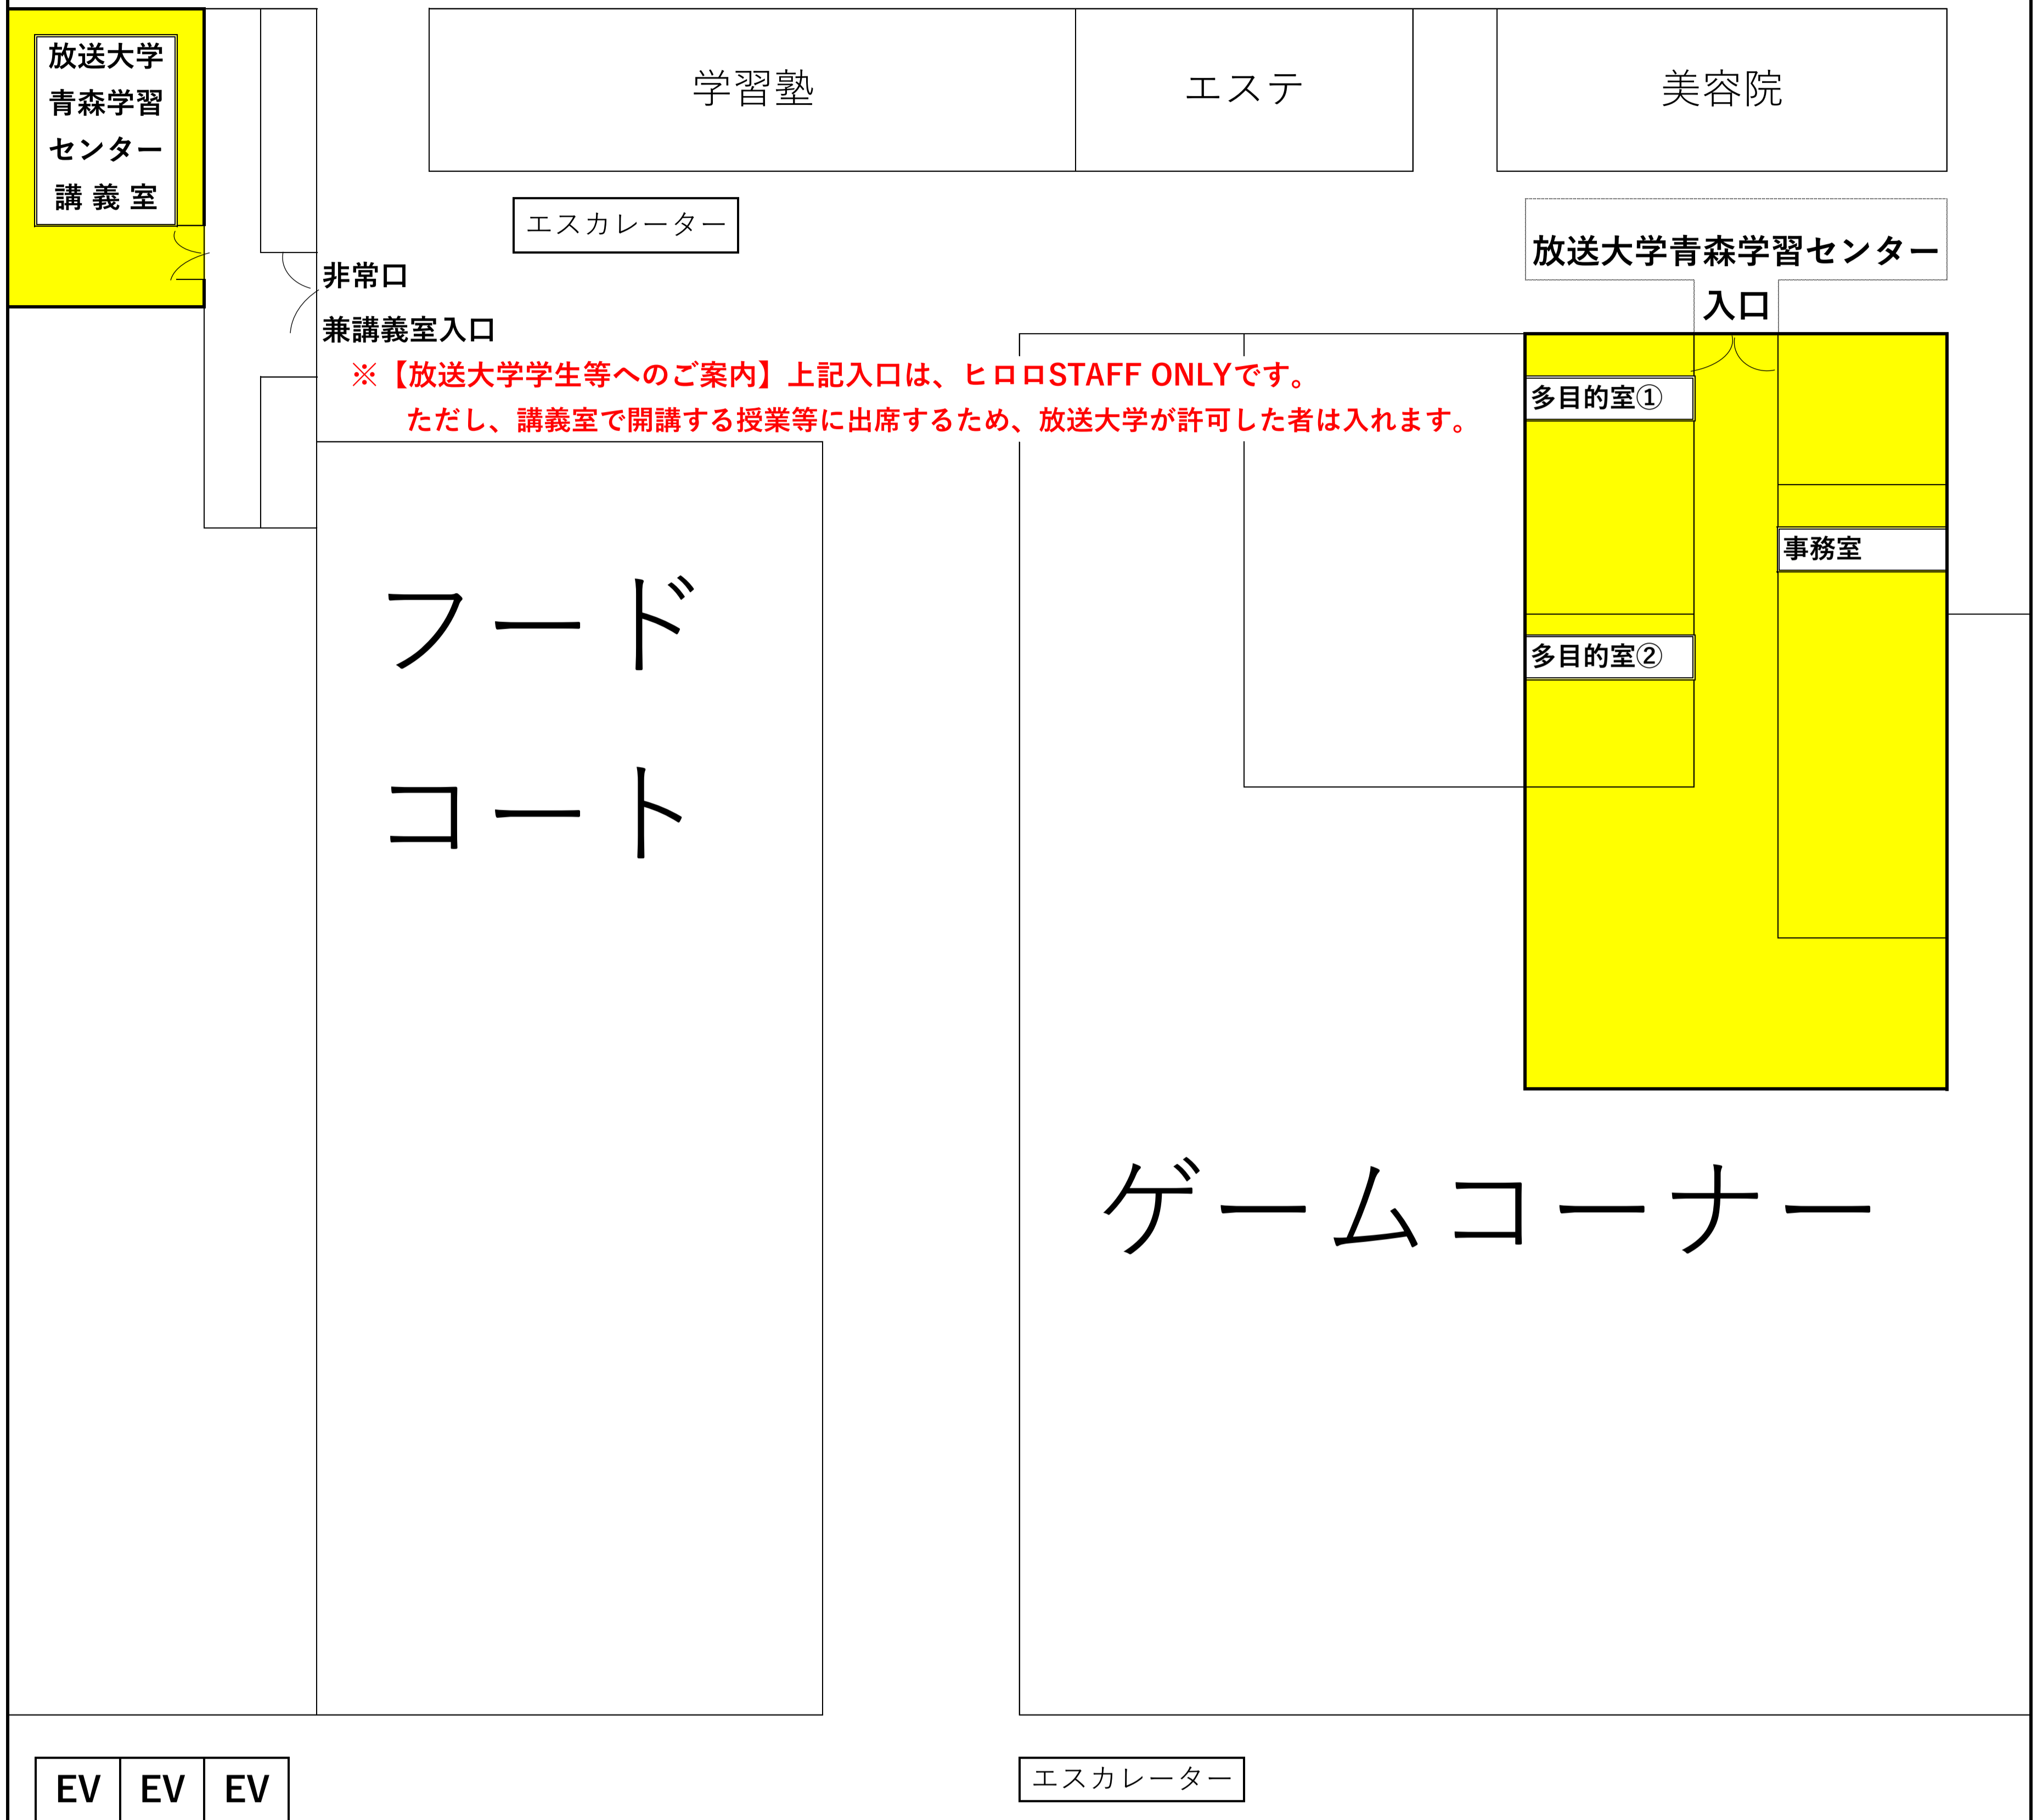 放送大学
青森学習
センター
講 義 室
学習塾
エステ
美容院
エスカレーター
放送大学青森学習センター
入口
非常口
兼講義室入口
※【放送大学学生等へのご案内】上記入口は、ヒロロSTAFF ONLYです。
ただし、講義室で開講する授業等に出席するため、放送大学が許可した者は入れます。
多目的室①
事務室
多目的室②
フード
コート
ゲームコーナー
EV EV EV
エスカレーター